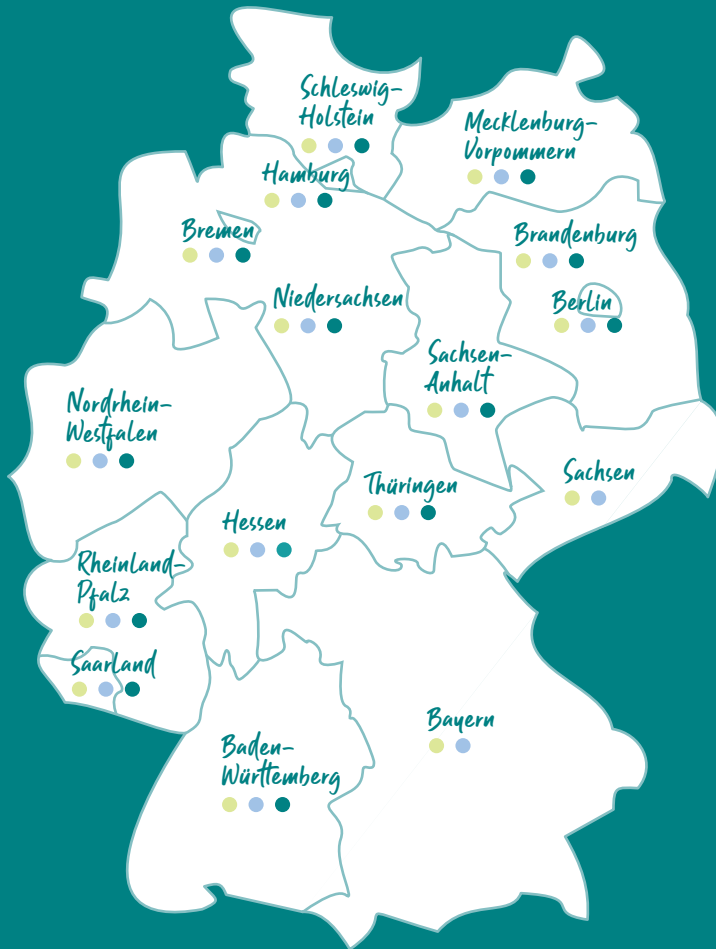 Schleswig-
Holstein
Mecklenburg-
Vorpommern
Hamburg
Bremen
Brandenburg
Niedersachsen
Berlin
Sachsen-
Anhalt
Nordrhein-
Westfalen
Sachsen
Thüringen
Hessen
Rheinland-
Pfalz
Saarland
Bayern
Baden-
Württemberg